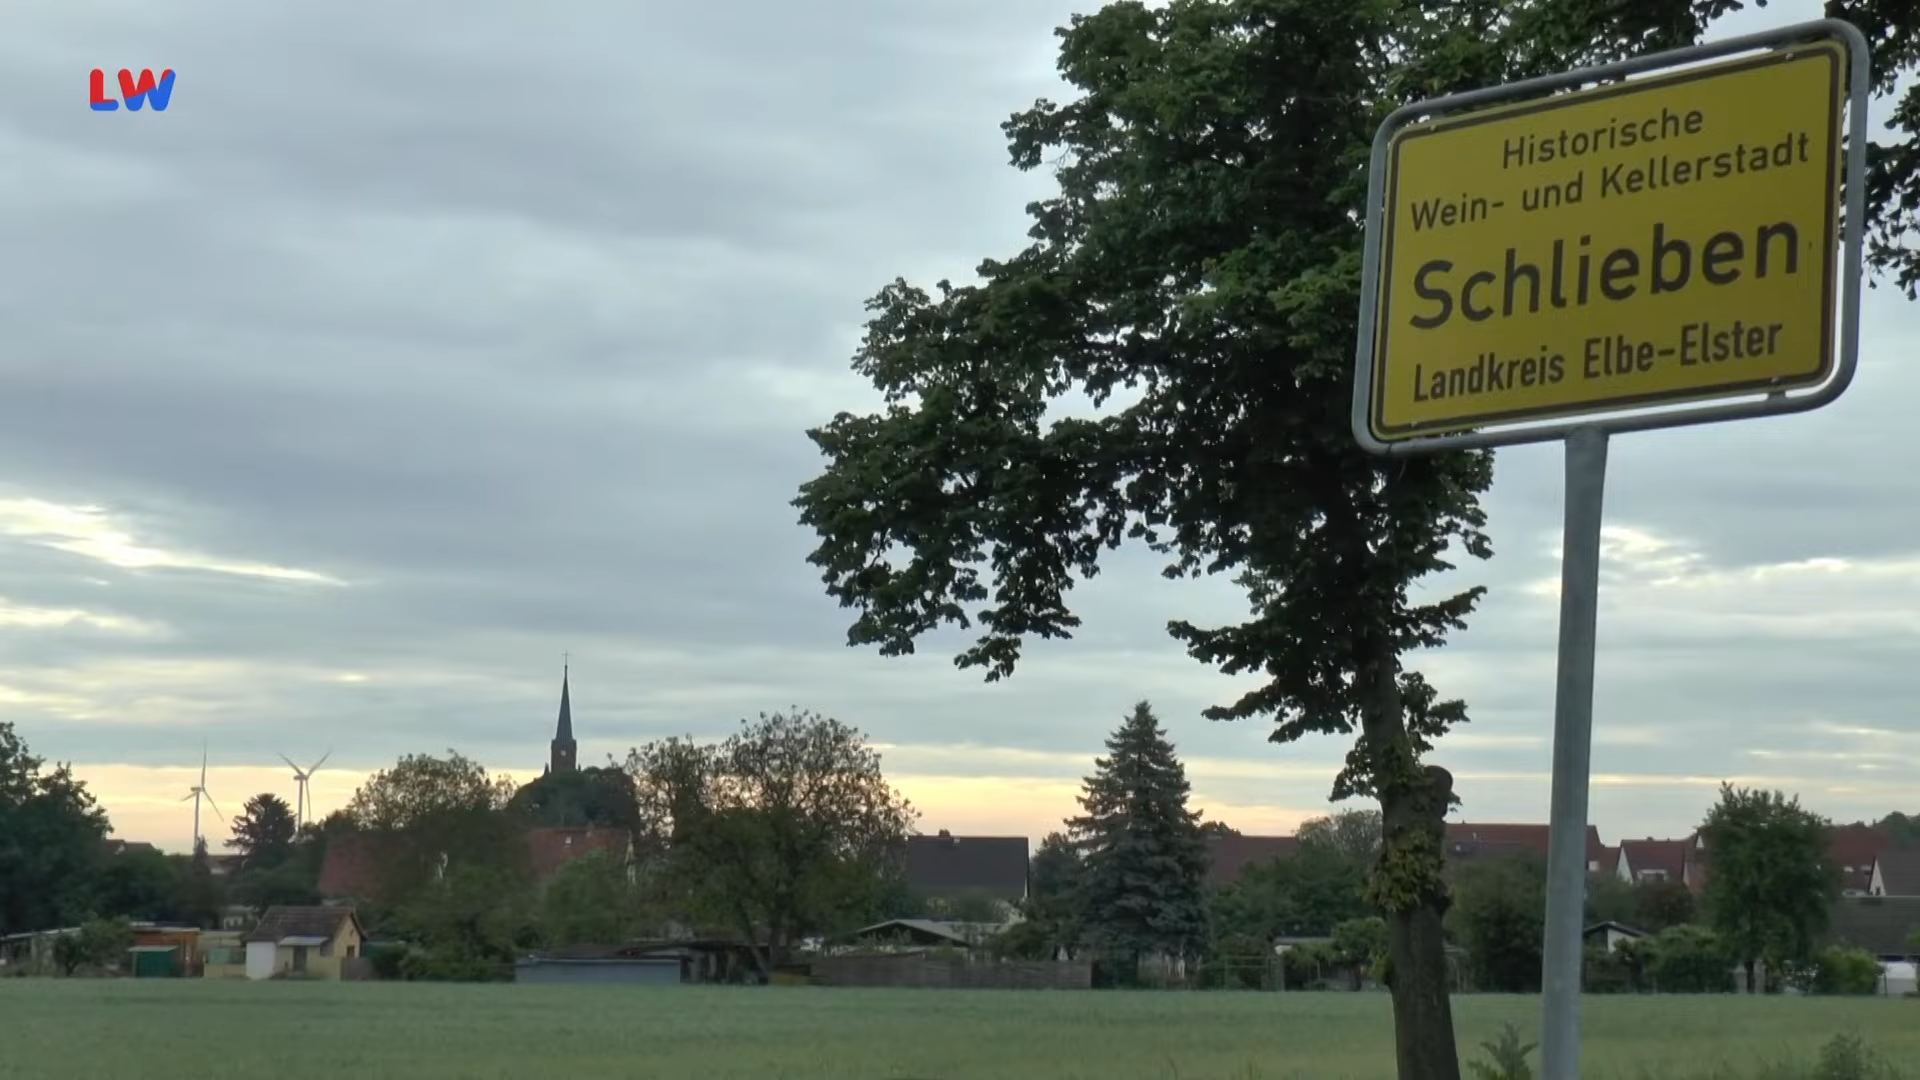 LW
Historische
Wein- und Kellerstadt
Schlieben
Landkreis Elbe-Elster